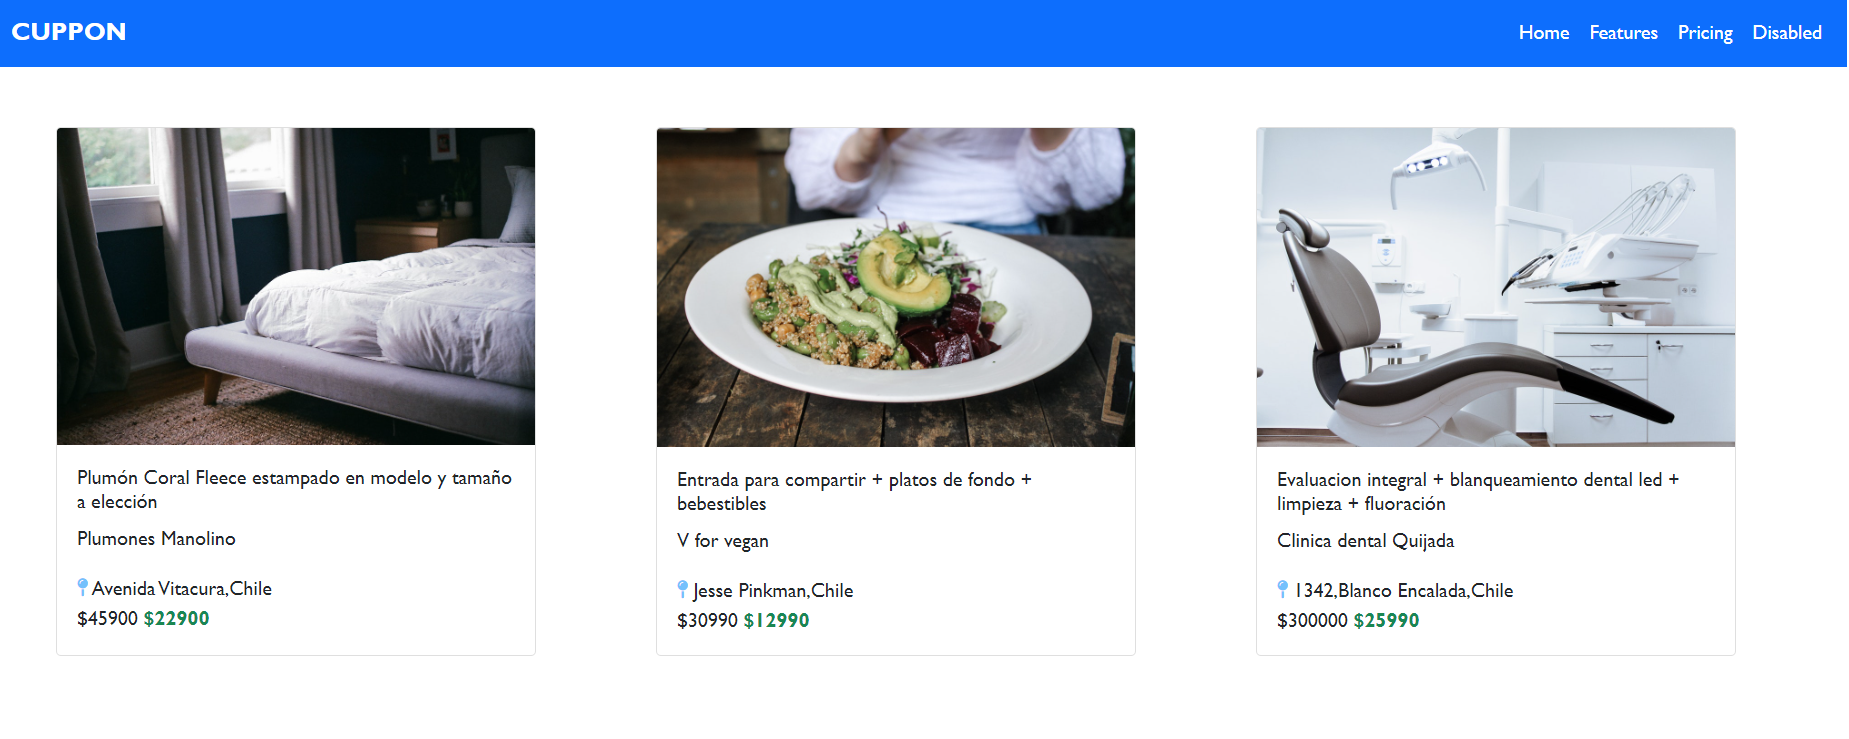 CUPPON
Home Features Pricing Disabled
Plumón Coral Fleece estampado en modelo y tamaño
a elección
Plumones Manolino
Avenida Vitacura,Chile
$45900 $22900
Entrada para compartir + platos de fondo +
bebestibles
V for vegan
Jesse Pinkman,Chile
$30990 $12990
Evaluacion integral + blanqueamiento dental led +
limpieza + fluoración
Clinica dental Quijada
1342,Blanco Encalada,Chile
$300000 $25990